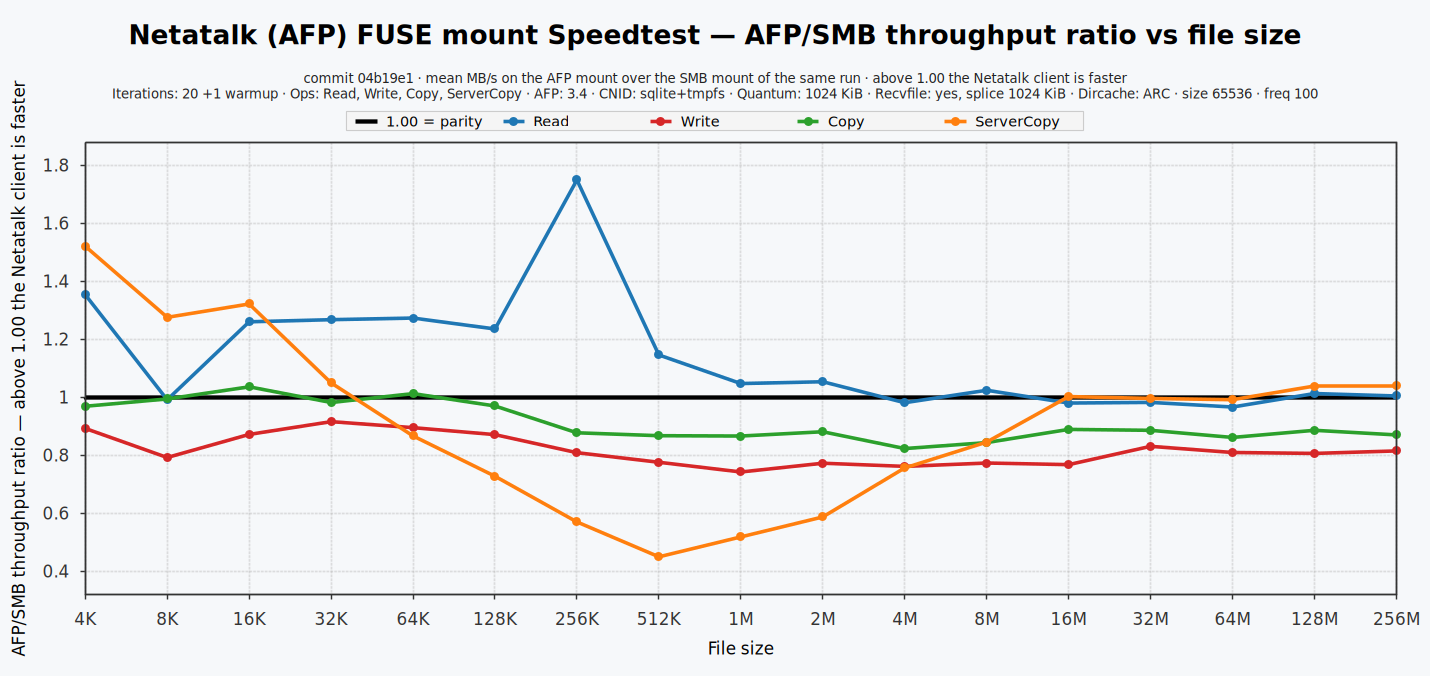 Netatalk (AFP) FUSE mount Speedtest — AFP/SMB throughput ratio vs file size
commit 04b19e1 · mean MB/s on the AFP mount over the SMB mount of the same run · above 1.00 the Netatalk client is faster
Iterations: 20 +1 warmup · Ops: Read, Write, Copy, ServerCopy · AFP: 3.4 · CNID: sqlite+tmpfs · Quantum: 1024 KiB · Recvfile: yes, splice 1024 KiB · Dircache: ARC · size 65536 · freq 100
1.00 = parity Read Write Copy ServerCopy
AFP/SMB throughput ratio — above 1.00 the Netatalk client is faster
1.8
1.6
1.4
1.2
1
0.8
0.6
0.4
4K 8K 16K 32K 64K 128K 256K 512K 1M 2M 4M 8M 16M 32M 64M 128M 256M
File size